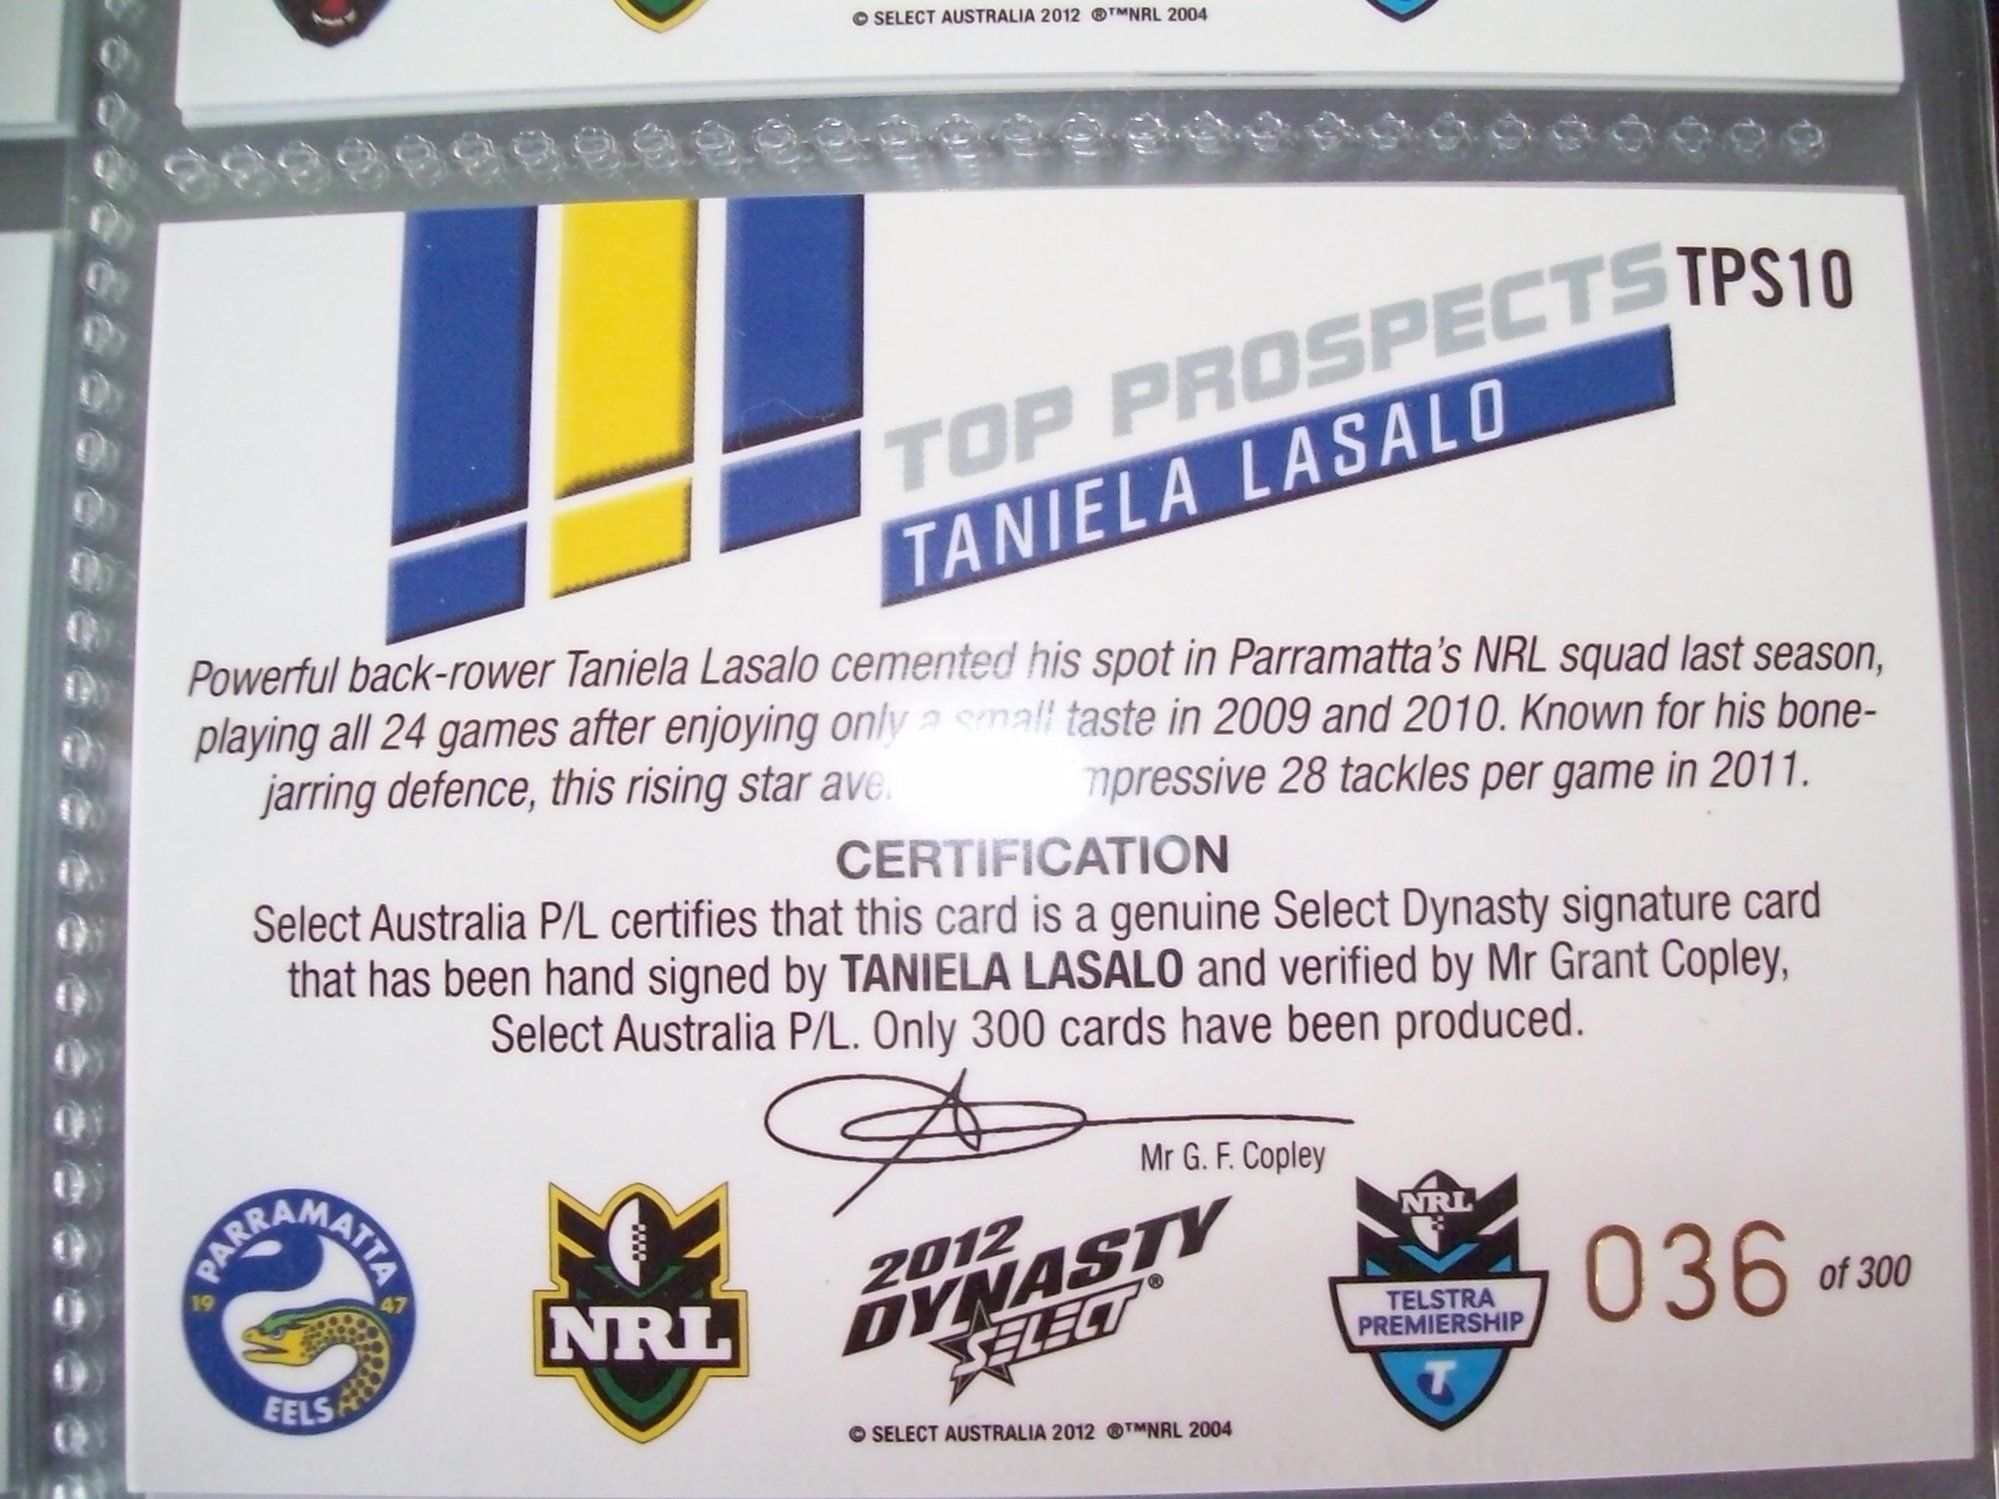 © SELECT AUSTRALIA 2012 ®™NRL 2004
TPS10
TOP PROSPECTS
TANIELA LASALO
Powerful back-rower Taniela Lasalo cemented his spot in Parramatta's NRL squad last season,
playing all 24 games after enjoying only a small taste in 2009 and 2010. Known for his bone-
jarring defence, this rising star 28 tackles per game in 2011.
CERTIFICATION
Select Australia P/L certifies that this card is a genuine Select Dynasty signature card
that has been hand signed by TANIELA LASALO and verified by Mr Grant Copley,
Select Australia P/L. Only 300 cards have been produced.
Mr G. F. Copley
PARRAMATTA
19 47
EELS
NRL
2012
DYNASTY
SELECT®
NRL
TELSTRA
PREMIERSHIP
T
036 of 300
© SELECT AUSTRALIA 2012 ®™NRL 2004